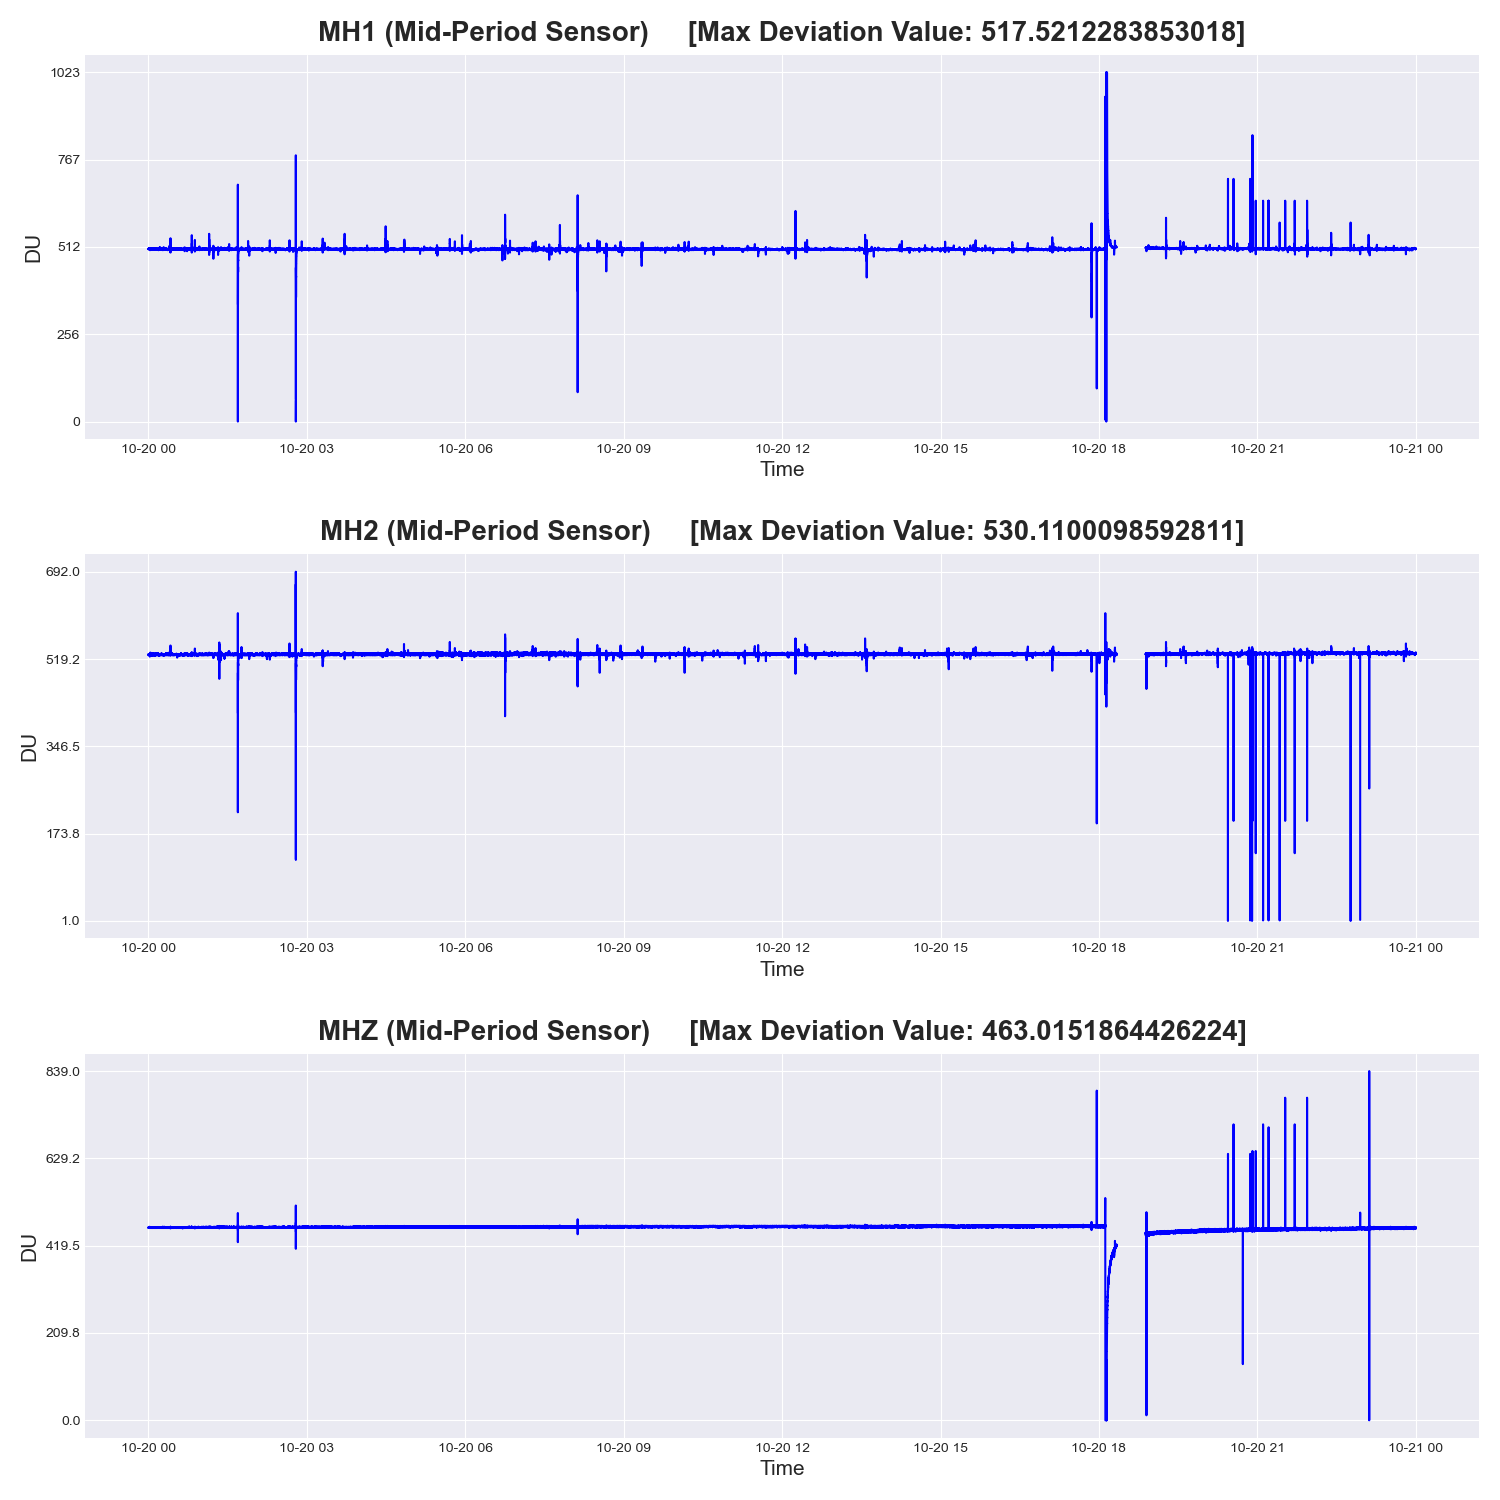 MH1 (Mid-Period Sensor) [Max Deviation Value: 517.5212283853018]
1023
767
512
256
0
DU
10-20 00 10-20 03 10-20 06 10-20 09 10-20 12 10-20 15 10-20 18 10-20 21 10-21 00
Time
MH2 (Mid-Period Sensor) [Max Deviation Value: 530.1100098592811]
692.0
519.2
346.5
173.8
1.0
DU
10-20 00 10-20 03 10-20 06 10-20 09 10-20 12 10-20 15 10-20 18 10-20 21 10-21 00
Time
MHZ (Mid-Period Sensor) [Max Deviation Value: 463.0151864426224]
839.0
629.2
419.5
209.8
0.0
DU
10-20 00 10-20 03 10-20 06 10-20 09 10-20 12 10-20 15 10-20 18 10-20 21 10-21 00
Time